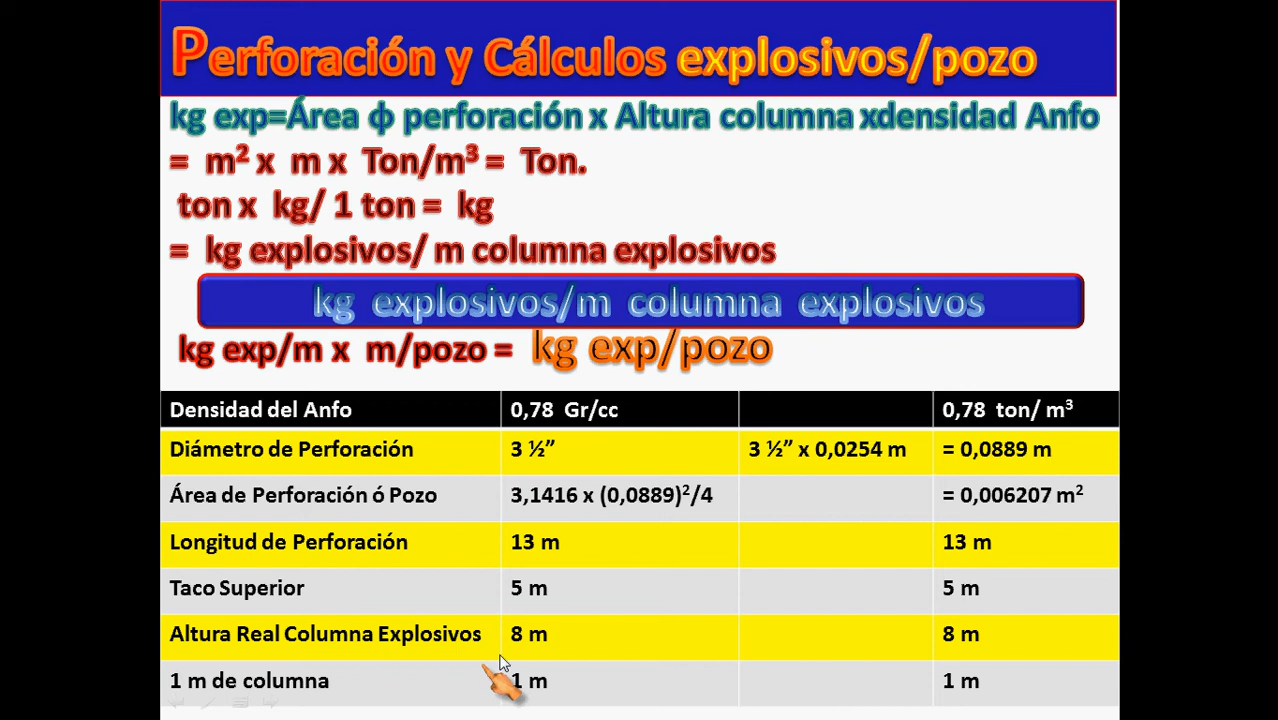 Perforación y Cálculos explosivos/pozo
kg exp=Área ф perforación x Altura columna xdensidad Anfo
= m² x m x Ton/m³ = Ton.
ton x kg/ 1 ton = kg
= kg explosivos/ m columna explosivos
kg explosivos/m columna explosivos
kg exp/m x m/pozo = kg exp/pozo
Densidad del Anfo 0,78 Gr/cc 0,78 ton/ m³
Diámetro de Perforación 3 ½” 3 ½” x 0,0254 m = 0,0889 m
Área de Perforación ó Pozo 3,1416 x (0,0889)²/4 = 0,006207 m²
Longitud de Perforación 13 m 13 m
Taco Superior 5 m 5 m
Altura Real Columna Explosivos 8 m 8 m
1 m de columna 1 m 1 m